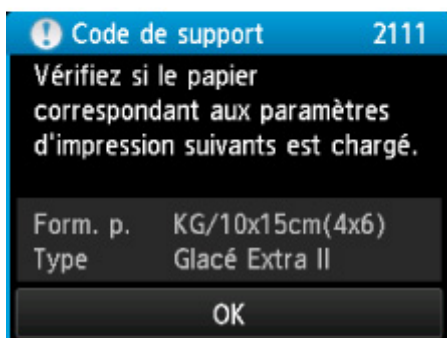 Code de support 2111
Vérifiez si le papier
correspondant aux paramètres
d'impression suivants est chargé.
Form. p. KG/10x15cm(4x6)
Type Glacé Extra II
OK